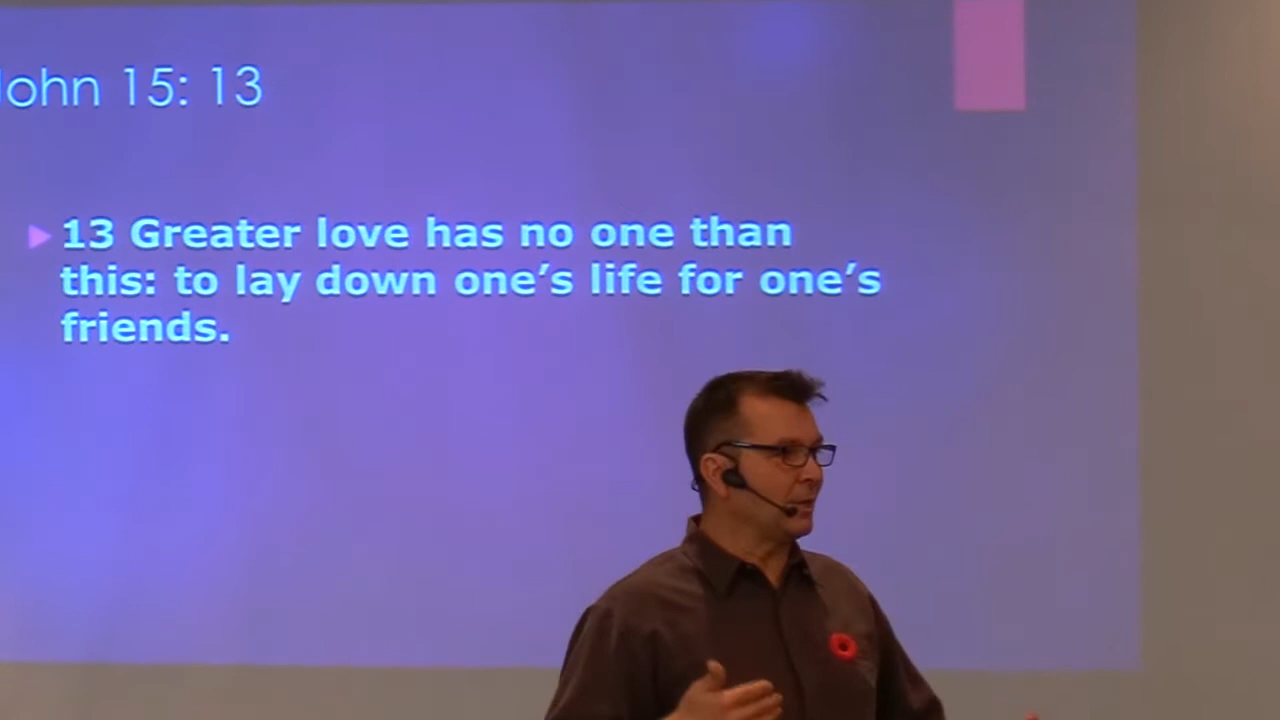 John 15: 13
13 Greater love has no one than
this: to lay down one’s life for one’s
friends.